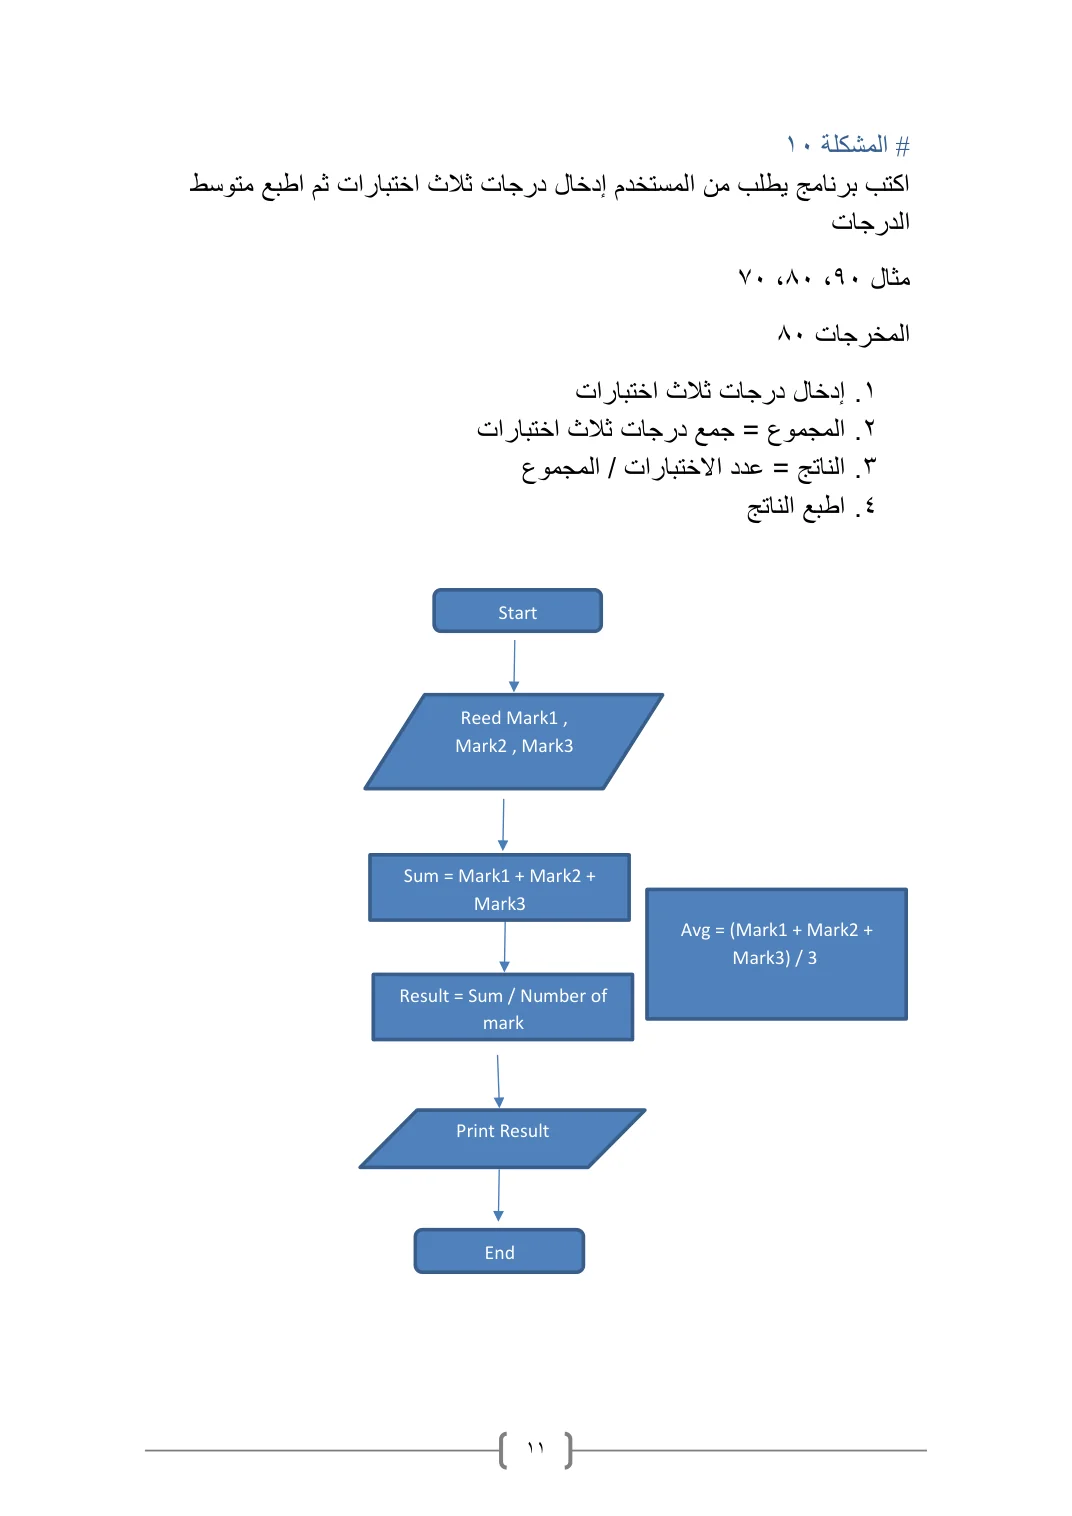 # المشكلة ١٠
اكتب برنامج يطلب من المستخدم إدخال درجات ثلاث اختبارات ثم اطبع متوسط
الدرجات
مثال ٩٠، ٨٠، ٧٠
المخرجات ٨٠
١. إدخال درجات ثلاث اختبارات
٢. المجموع = جمع درجات ثلاث اختبارات
٣. الناتج = عدد الاختبارات / المجموع
٤. اطبع الناتج
Start
Reed Mark1 ,
Mark2 , Mark3
Sum = Mark1 + Mark2 +
Mark3
Avg = (Mark1 + Mark2 +
Mark3) / 3
Result = Sum / Number of
mark
Print Result
End
١١